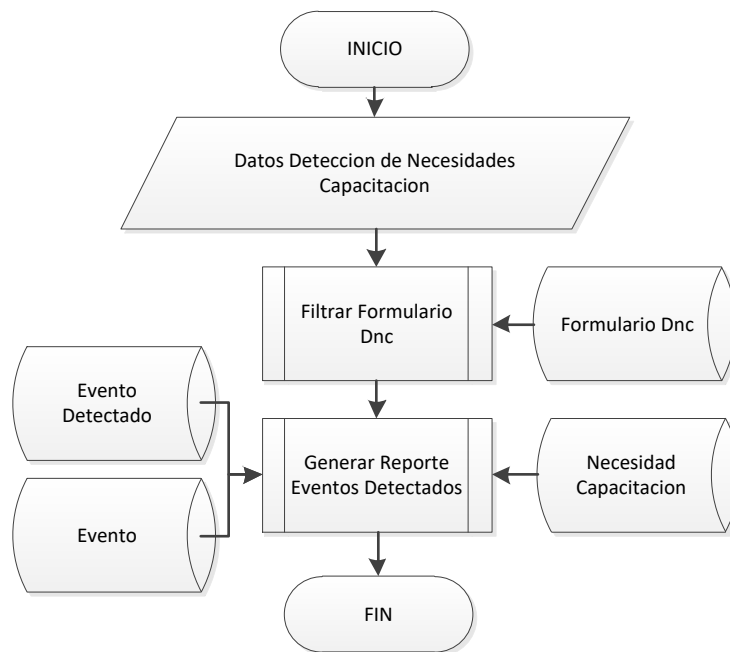 INICIO
Datos Deteccion de Necesidades
Capacitacion
Filtrar Formulario
Dnc
Formulario Dnc
Evento
Detectado
Generar Reporte
Eventos Detectados
Necesidad
Capacitacion
Evento
FIN